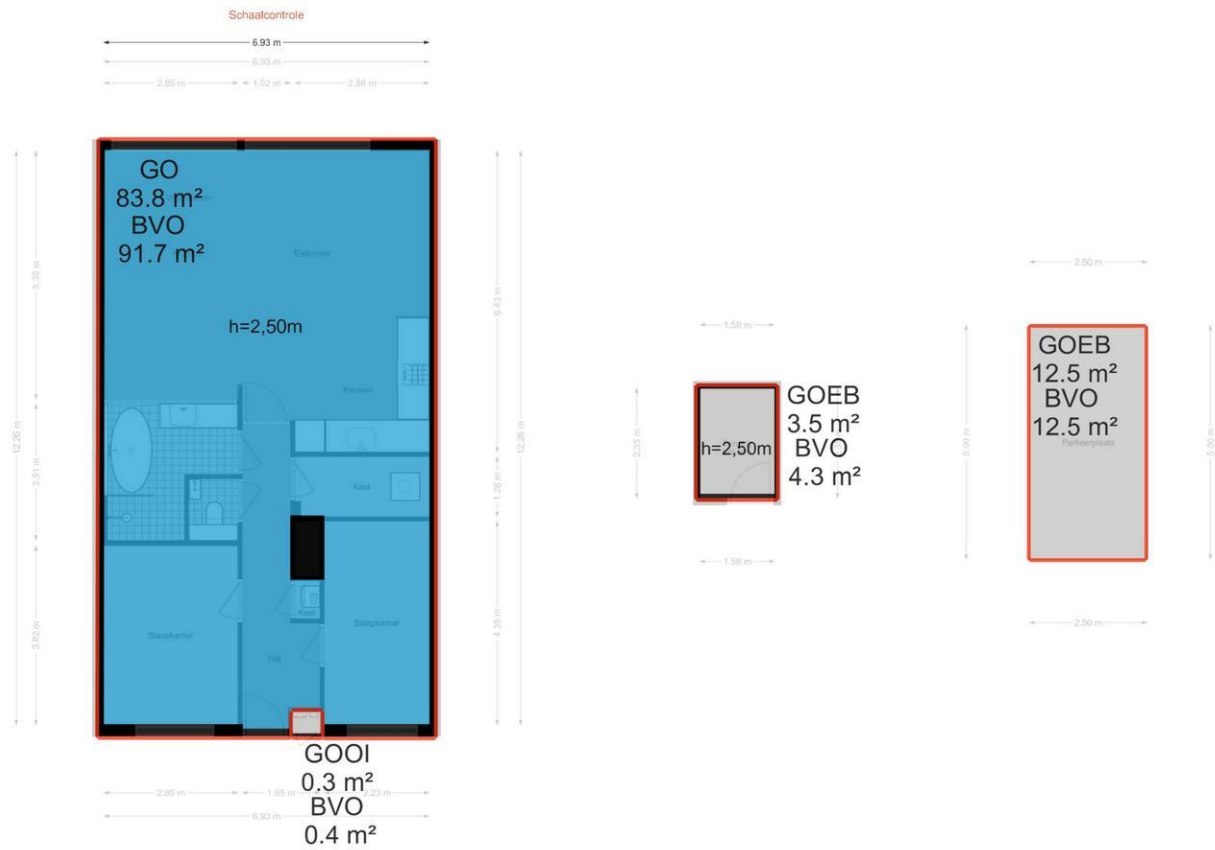 Schaalcontrole
6.93 m
6.93 m
2.85 m
1.02 m
2.88 m
GO
83.8 m²
BVO
91.7 m²
h=2,50m
Eetkamer
Keuken
Kast
Slaapkamer
Kast
Slaapkamer
Hal
12.26 m
5.30 m
2.91 m
3.82 m
6.43 m
1.28 m
4.35 m
12.26 m
GOOI
0.3 m²
BVO
0.4 m²
2.85 m
1.65 m
2.23 m
6.93 m
1.58 m
2.35 m
h=2,50m
GOEB
3.5 m²
BVO
4.3 m²
1.58 m
2.50 m
5.00 m
GOEB
12.5 m²
BVO
12.5 m²
Parkeerplaats
5.00 m
2.50 m